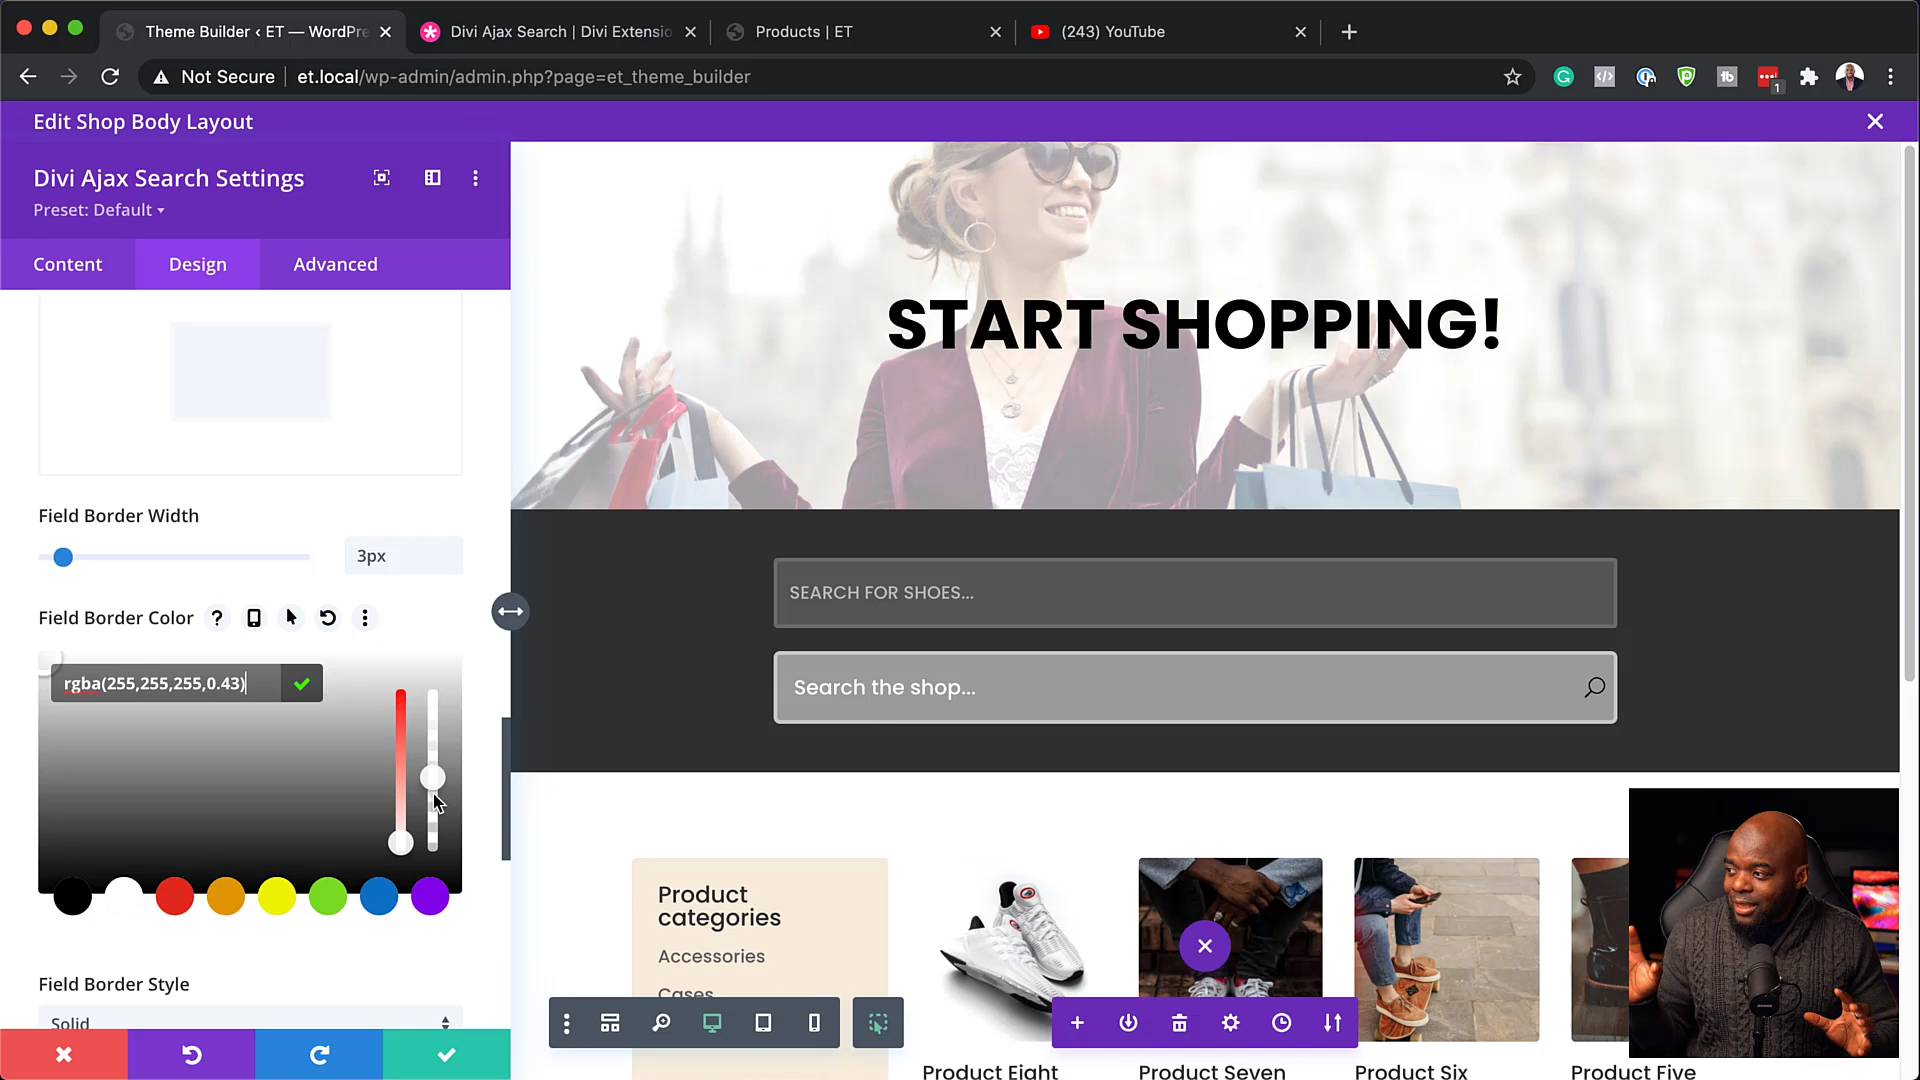 Theme Builder ‹ ET — WordPre
Divi Ajax Search | Divi Extensio
Products | ET
(243) YouTube
Not Secure
et.local/wp-admin/admin.php?page=et_theme_builder
1
Edit Shop Body Layout
Divi Ajax Search Settings
Preset: Default
Content
Design
Advanced
START SHOPPING!
Field Border Width
3px
Field Border Color
rgba(255,255,255,0.43)
SEARCH FOR SHOES...
Search the shop...
Product
categories
Accessories
Cases
Field Border Style
Solid
Product Eight
Product Seven
Product Six
Product Five